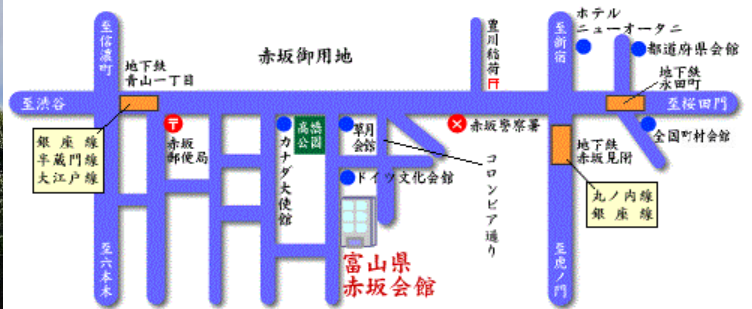 至信濃町
地下鉄
青山一丁目
赤坂御用地
豊川稲荷
至新宿
ホテル
ニューオータニ
都道府県会館
地下鉄
永田町
至渋谷
至桜田門
銀座線
半蔵門線
大江戸線
赤坂
郵便局
カナダ大使館
高橋
公園
草月
会館
赤坂警察署
全国町村会館
地下鉄
赤坂見附
丸ノ内線
銀座線
ドイツ文化会館
コロンビア通り
至六本木
至虎ノ門
富山県
赤坂会館